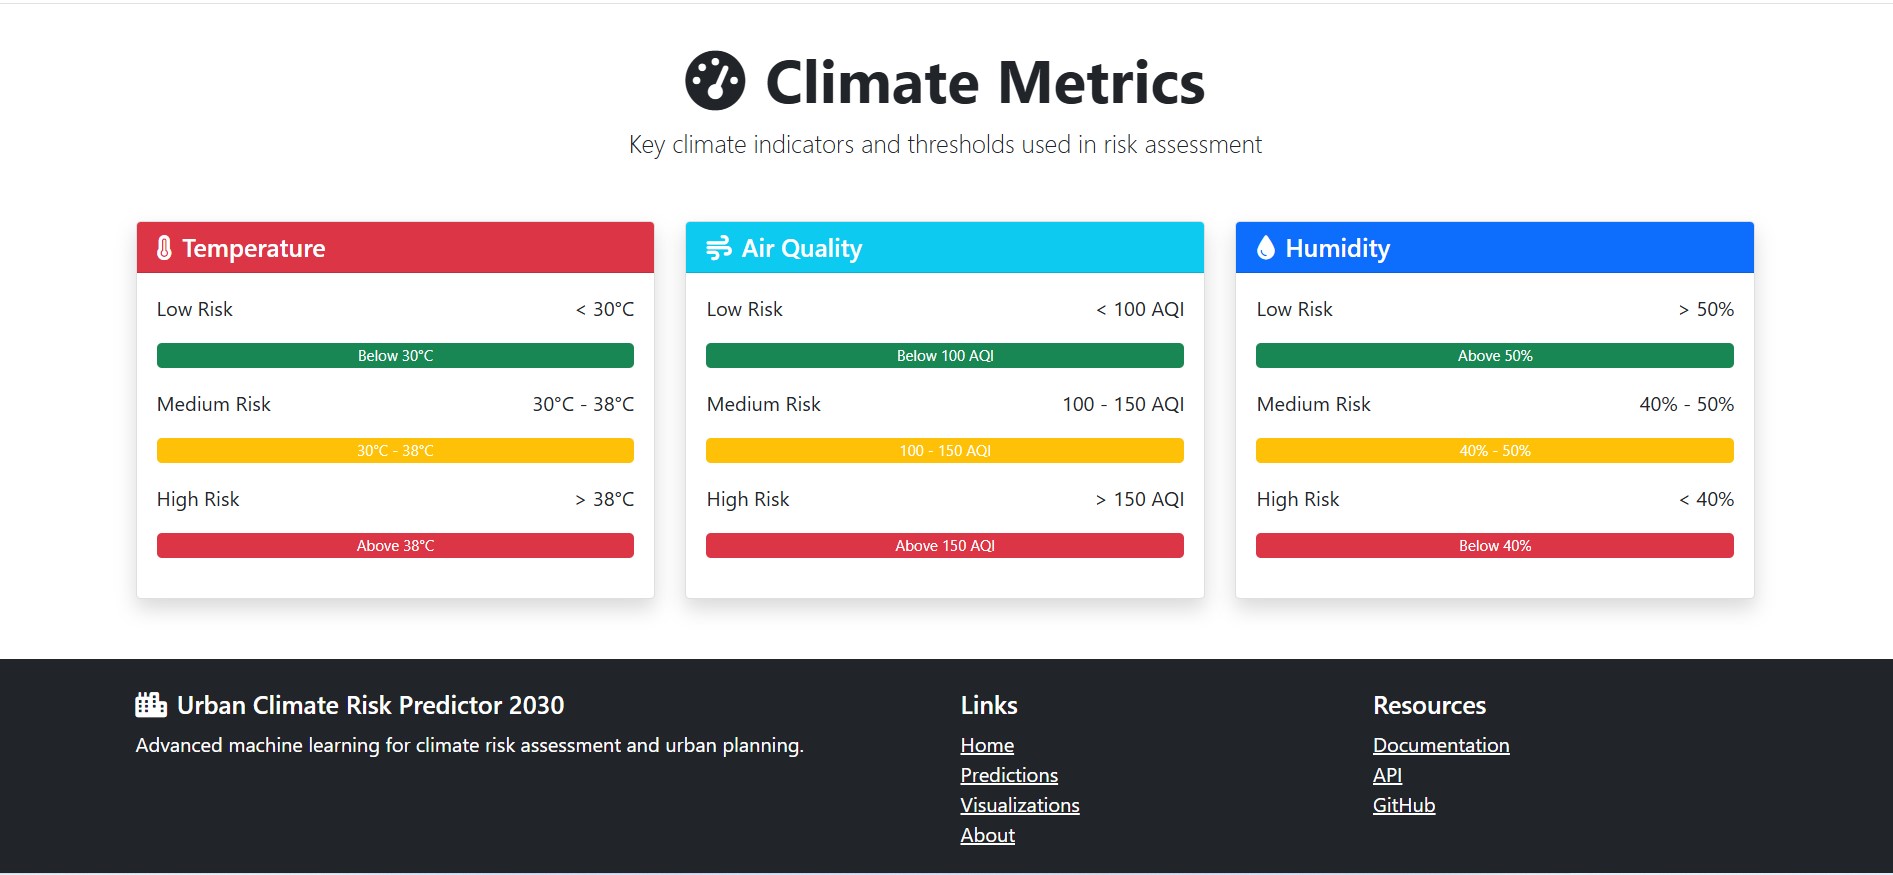 Climate Metrics
Key climate indicators and thresholds used in risk assessment
Temperature
Low Risk < 30°C
Below 30°C
Medium Risk 30°C - 38°C
30°C - 38°C
High Risk > 38°C
Above 38°C
Air Quality
Low Risk < 100 AQI
Below 100 AQI
Medium Risk 100 - 150 AQI
100 - 150 AQI
High Risk > 150 AQI
Above 150 AQI
Humidity
Low Risk > 50%
Above 50%
Medium Risk 40% - 50%
40% - 50%
High Risk < 40%
Below 40%
Urban Climate Risk Predictor 2030
Advanced machine learning for climate risk assessment and urban planning.
Links
Home
Predictions
Visualizations
About
Resources
Documentation
API
GitHub